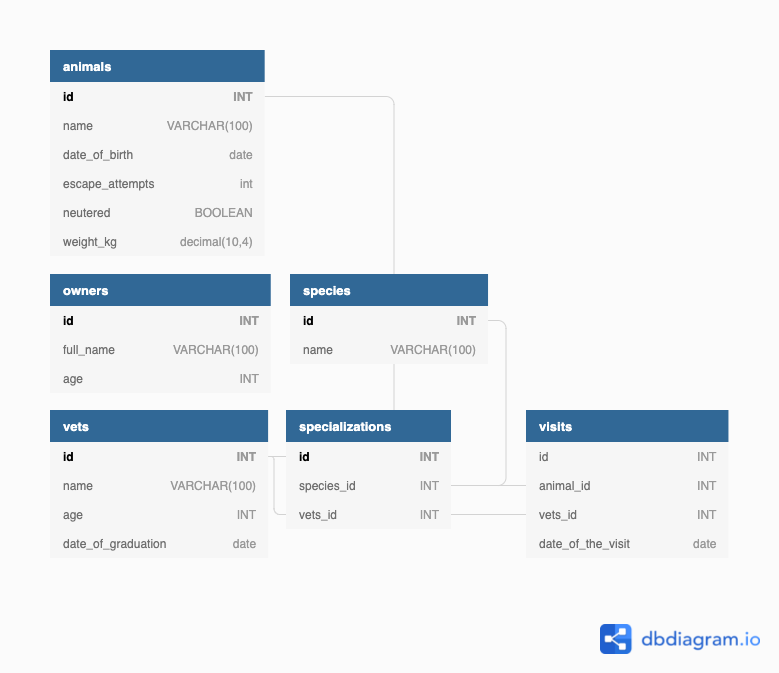 animals
id INT
name VARCHAR(100)
date_of_birth date
escape_attempts int
neutered BOOLEAN
weight_kg decimal(10,4)
owners
id INT
full_name VARCHAR(100)
age INT
species
id INT
name VARCHAR(100)
vets
id INT
name VARCHAR(100)
age INT
date_of_graduation date
specializations
id INT
species_id INT
vets_id INT
visits
id INT
animal_id INT
vets_id INT
date_of_the_visit date
dbdiagram.io